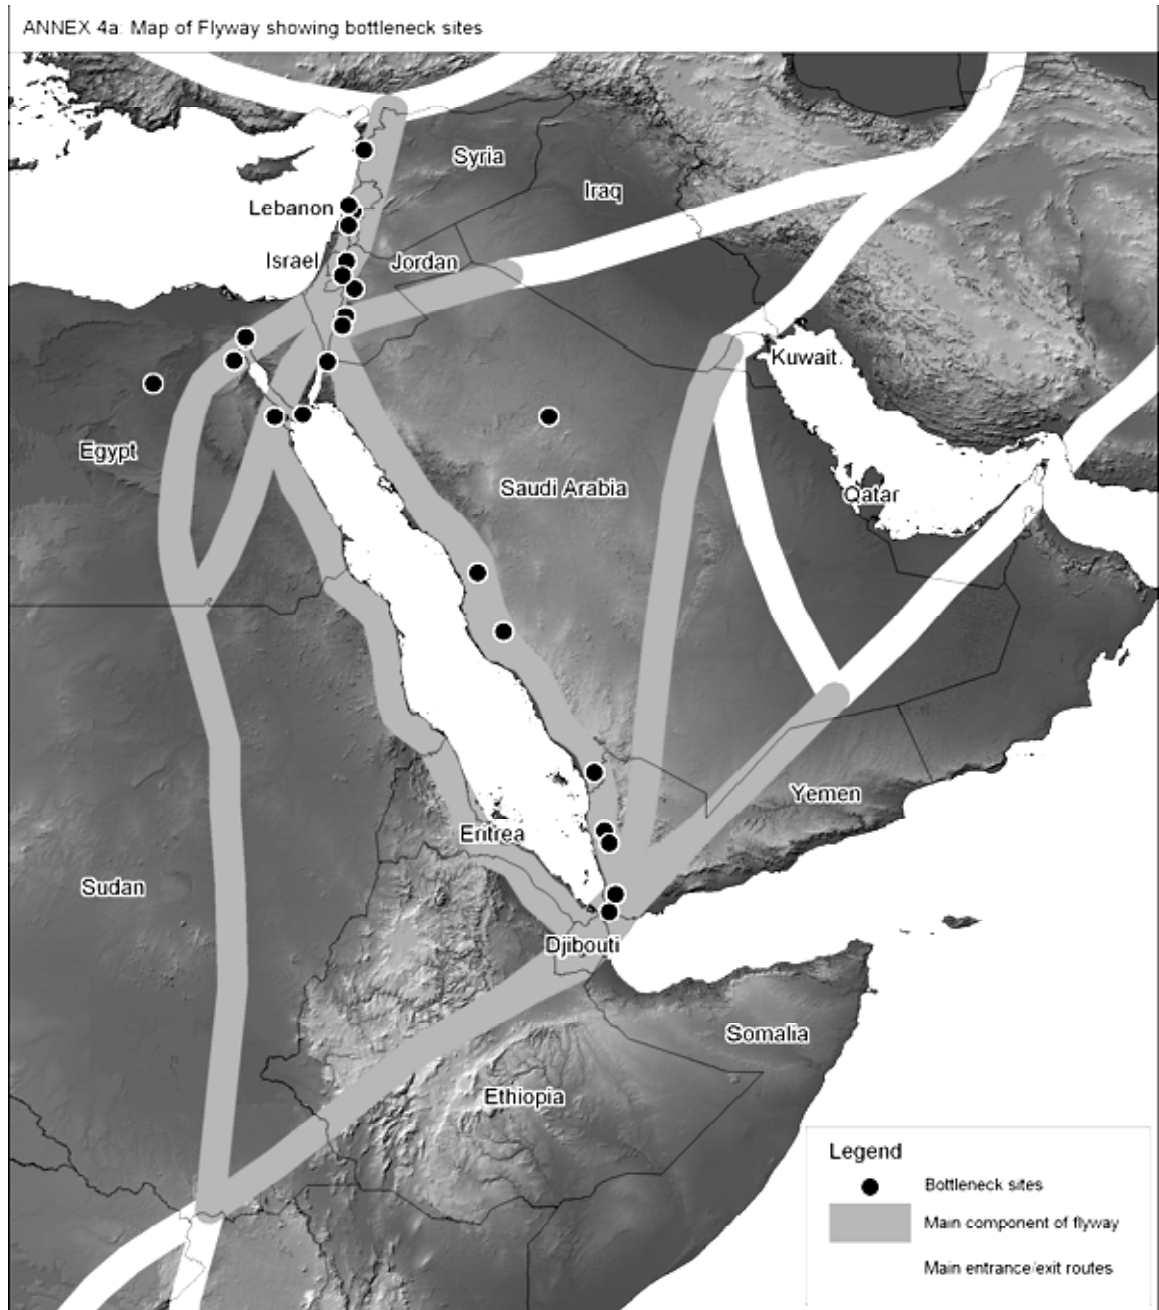 ANNEX 4a: Map of Flyway showing bottleneck sites
Syria
Iraq
Lebanon
Israel
Jordan
Kuwait.
Egypt
Saudi Arabia
Qatar
Yemen
Eritrea
Sudan
Djibouti
Somalia
Ethiopia
Legend
Bottleneck sites
Main component of flyway
Main entrance/exit routes